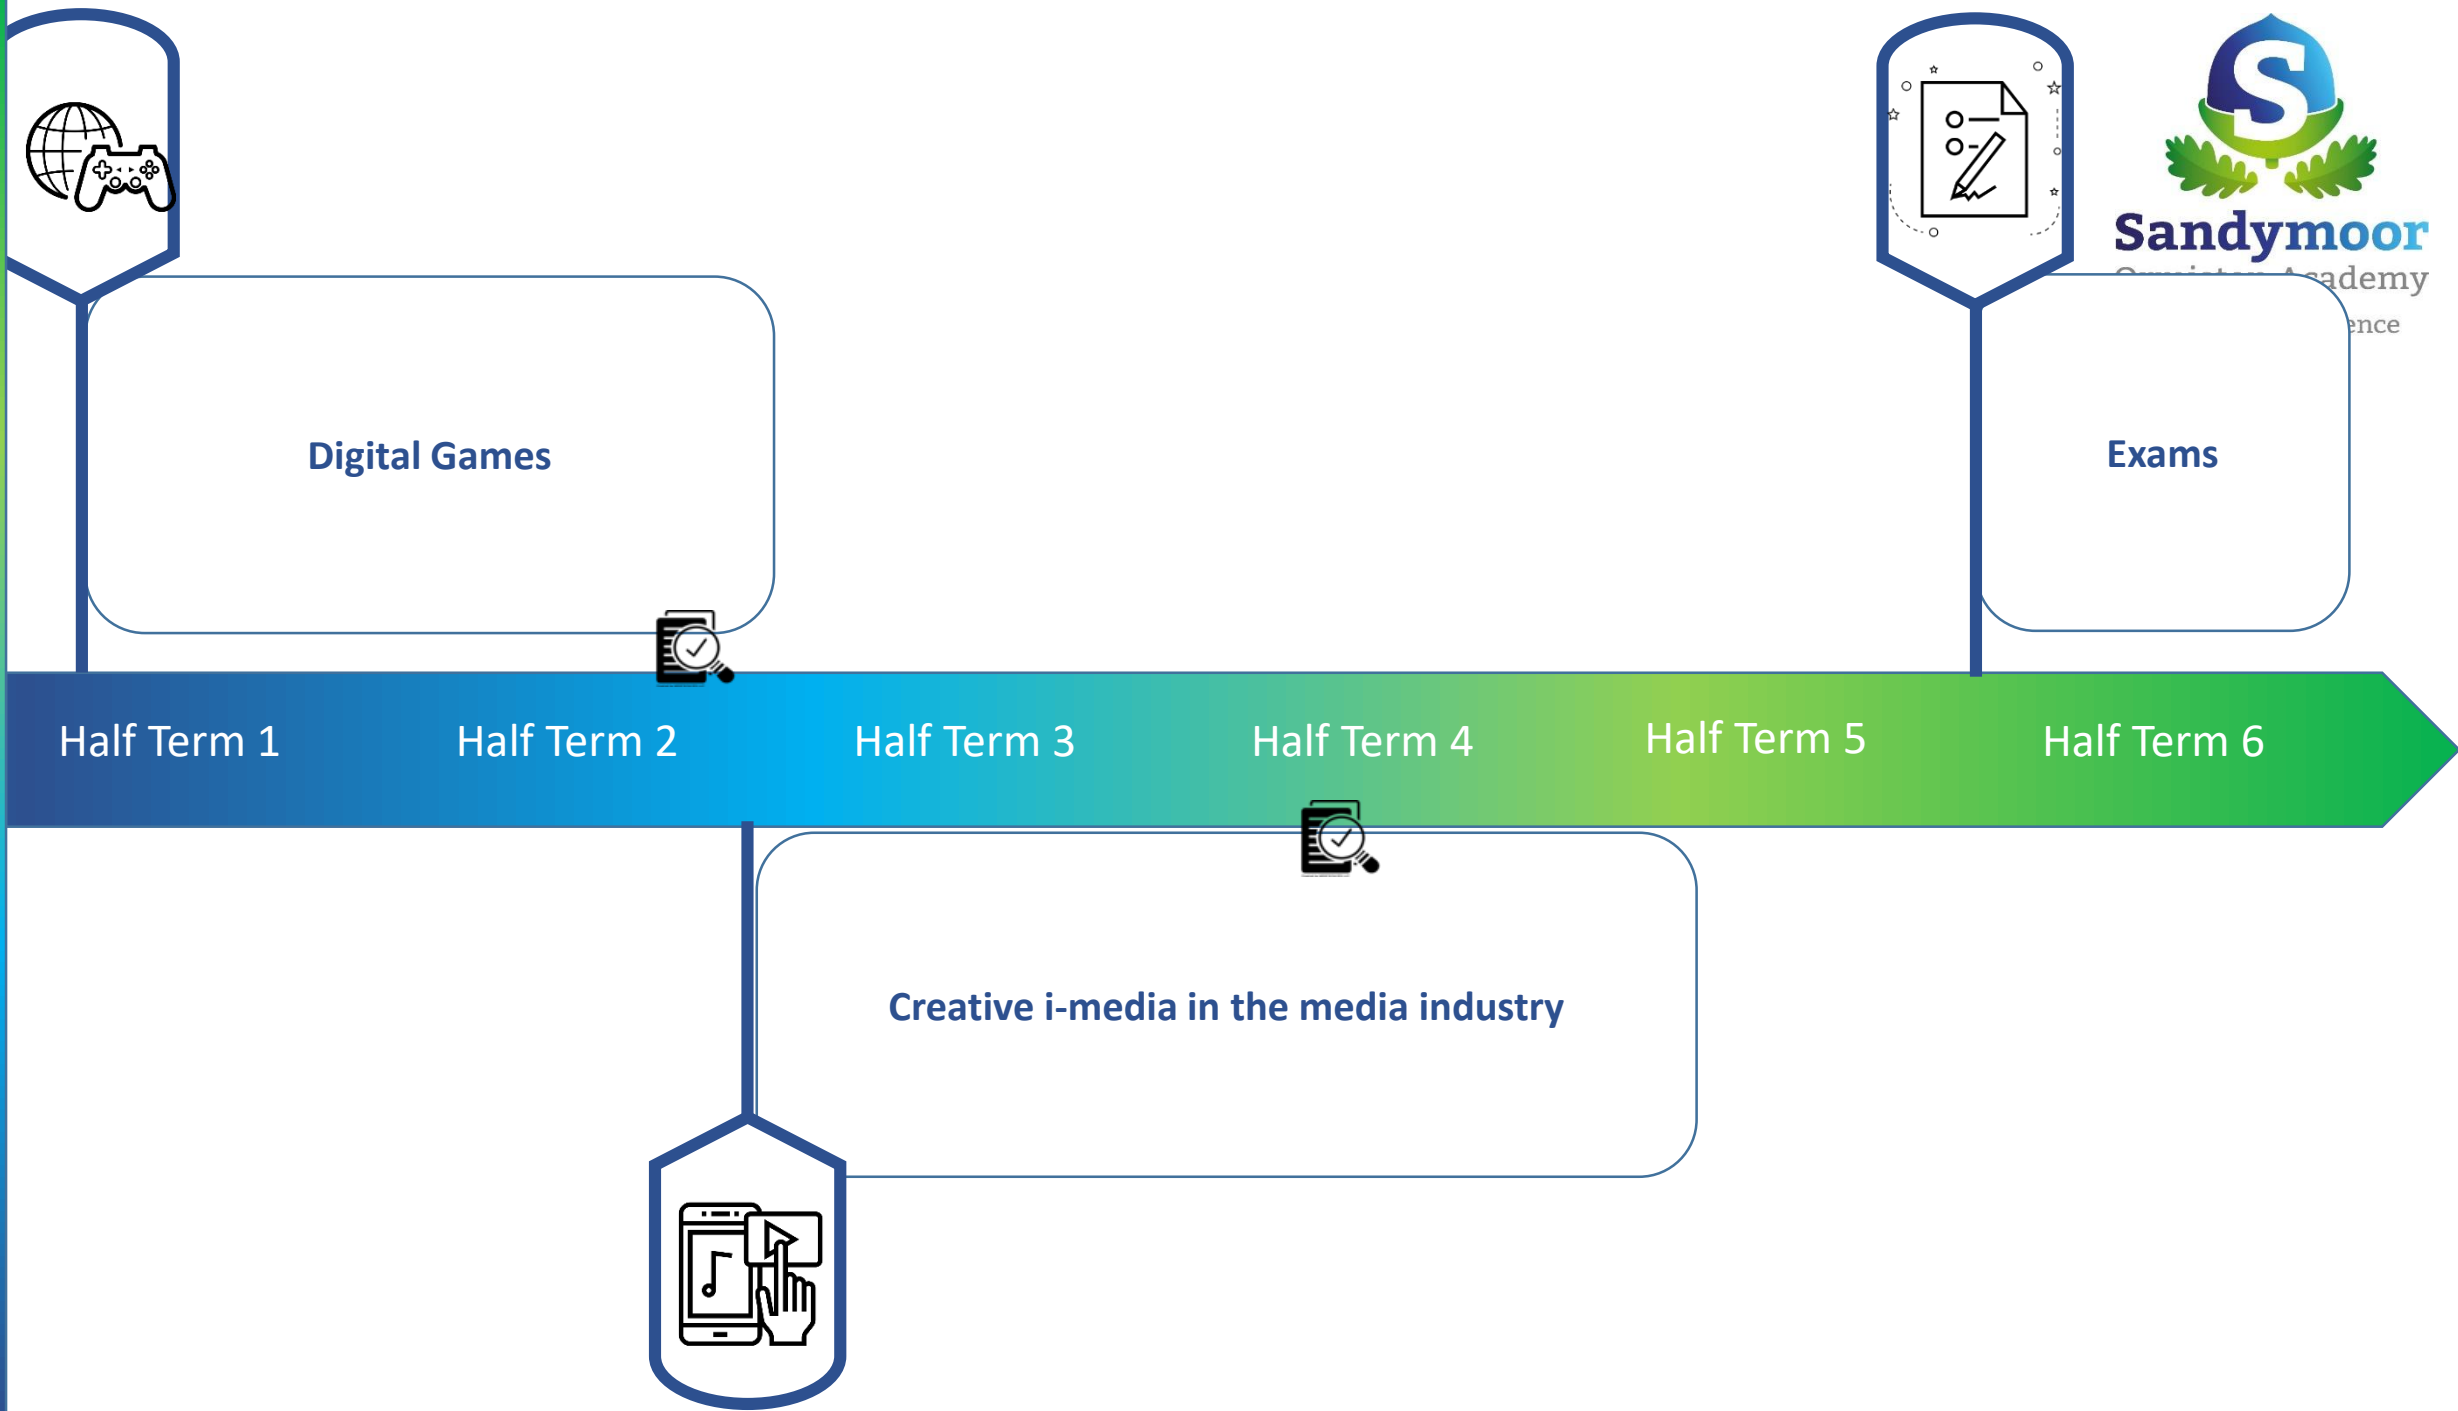 Sandymoor
Academy
Digital Games
Exams
Half Term 1
Half Term 2
Half Term 3
Half Term 4
Half Term 5
Half Term 6
Creative i-media in the media industry